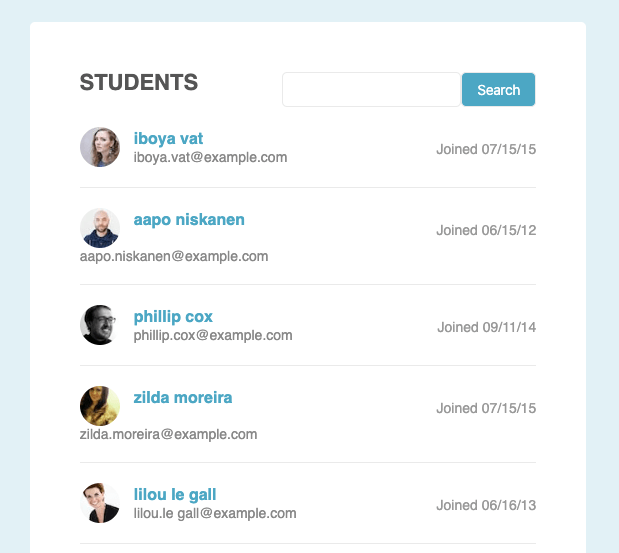 STUDENTS
Search
iboya vat
iboya.vat@example.com
Joined 07/15/15
aapo niskanen
Joined 06/15/12
aapo.niskanen@example.com
phillip cox
phillip.cox@example.com
Joined 09/11/14
zilda moreira
Joined 07/15/15
zilda.moreira@example.com
lilou le gall
lilou.le gall@example.com
Joined 06/16/13